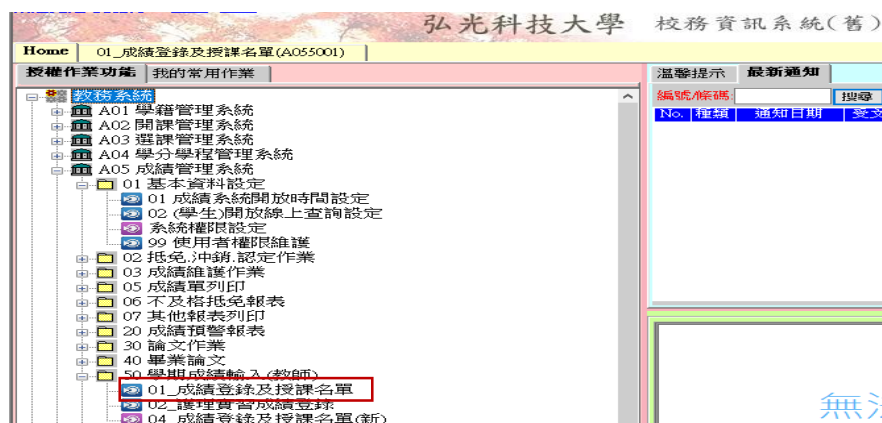 弘光科技大學 校務資訊系統(舊)
Home 01_成績登錄及授課名單(A055001)
授權作業功能 我的常用作業
溫馨提示 最新通知
編號/條碼: 搜尋
No. 種類 通知日期 受文
教務系統
A01 學籍管理系統
A02 開課管理系統
A03 選課管理系統
A04 學分學程管理系統
A05 成績管理系統
01 基本資料設定
01 成績系統開放時間設定
02 (學生)開放線上查詢設定
系統權限設定
99 使用者權限維護
02 抵免.沖銷.認定作業
03 成績維護作業
05 成績單列印
06 不及格抵免報表
07 其他報表列印
20 成績預警報表
30 論文作業
40 畢業論文
50 學期成績輸入(教師)
01_成績登錄及授課名單
02_護理實習成績登錄
04_成績登錄及授課名單(新)
無法